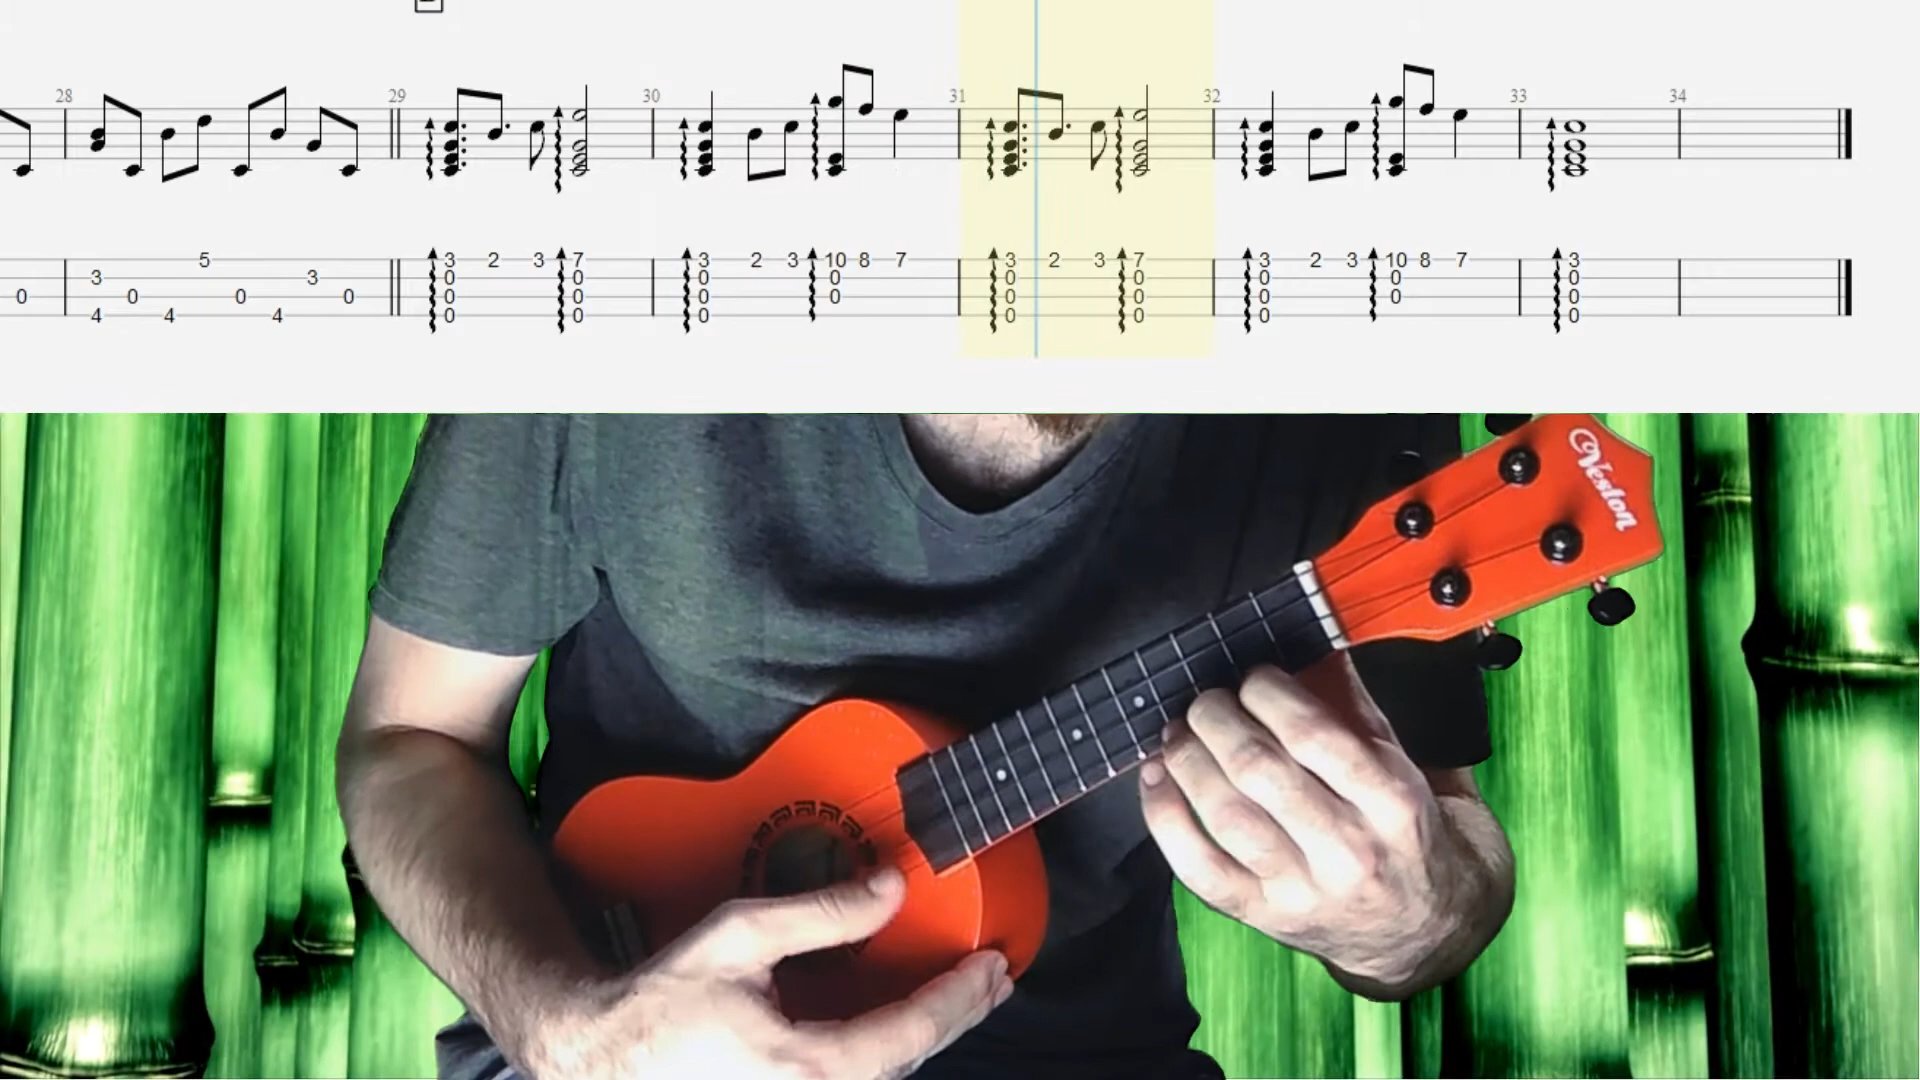 28 29 30 31 32 33 34
5 3 2 3 7 3 2 3 10 8 7 3 2 3 7 3 2 3 10 8 7 3
3 3 0 0 0 0 0 0 0 0 0
0 0 0 0 0 0 0 0 0 0 0 0 0
4 4 4 0 0 0 0 0 0 0
Veston